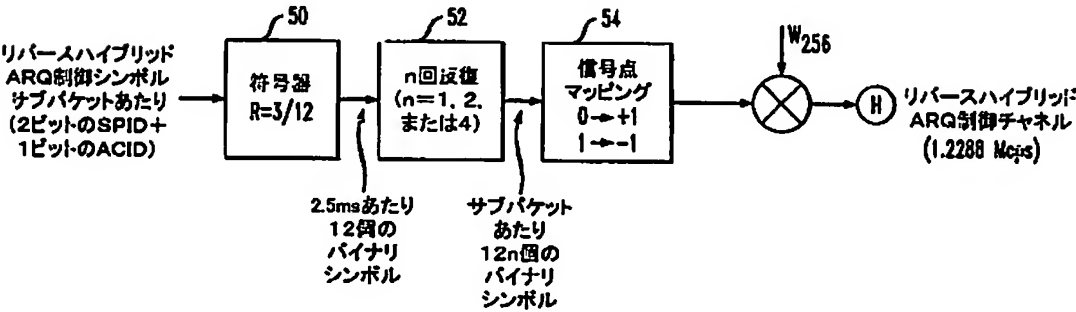 50
52
54
リバースハイブリッド
ARQ制御シンボル
サブパケットあたり
(2ビットのSPID+
1ビットのACID)
符号器
R=3/12
n回反復
(n=1, 2,
または4)
信号点
マッピング
0→+1
1→-1
W256
H
リバースハイブリッド
ARQ制御チャネル
(1.2288 Mcps)
2.5msあたり
12個の
バイナリ
シンボル
サブパケット
あたり
12n個の
バイナリ
シンボル